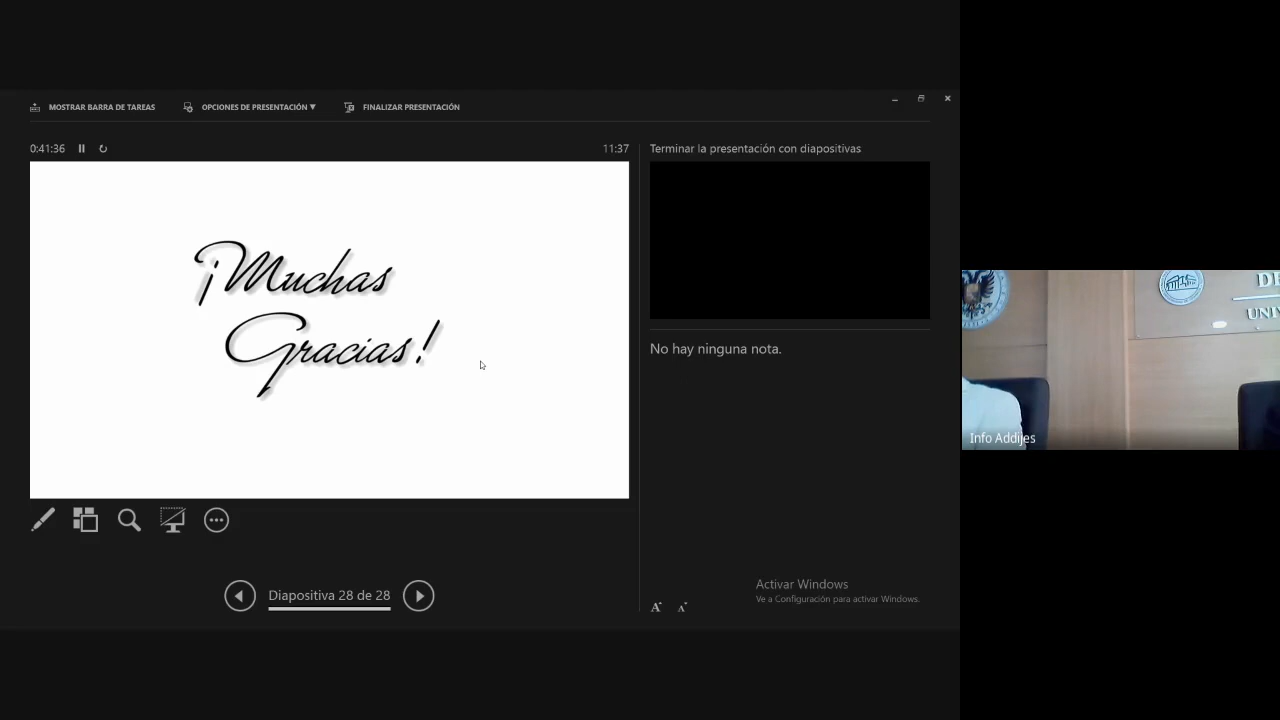 MOSTRAR BARRA DE TAREAS
OPCIONES DE PRESENTACIÓN ▼
FINALIZAR PRESENTACIÓN
0:41:36
11:37
¡Muchas
Gracias!
Diapositiva 28 de 28
Terminar la presentación con diapositivas
No hay ninguna nota.
Activar Windows
Ve a Configuración para activar Windows.
A A
DE
UNIV
Info Addijes